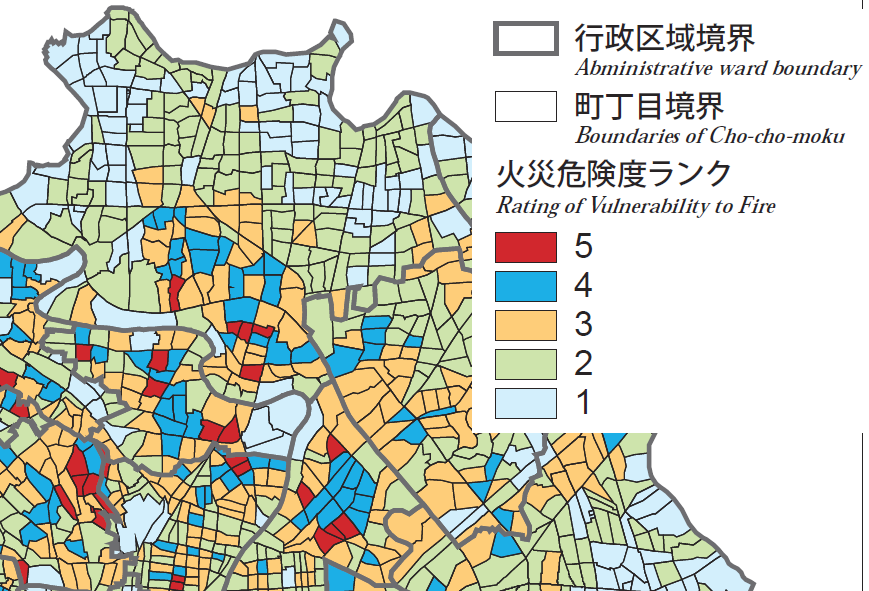 行政区域境界
Abministrative ward boundary
町丁目境界
Boundaries of Cho-cho-moku
火災危険度ランク
Rating of Vulnerability to Fire
5
4
3
2
1